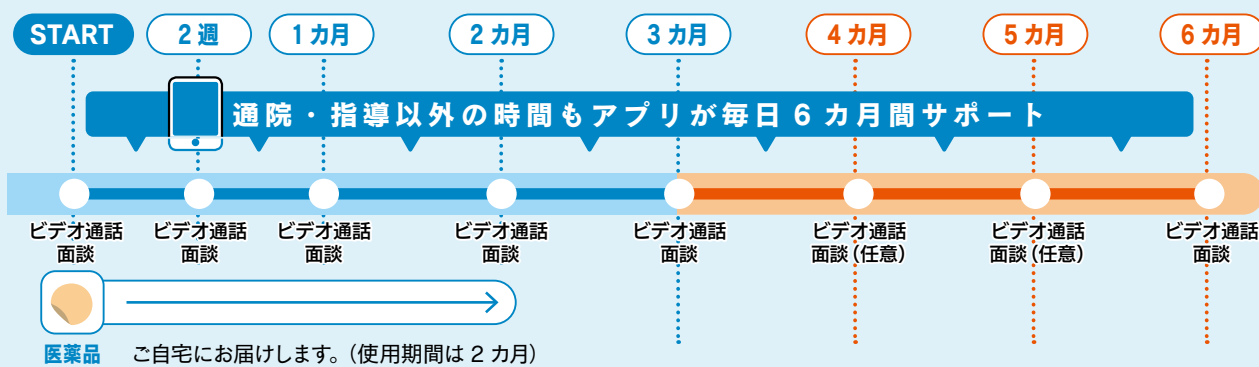 START
2週
1カ月
2カ月
3カ月
4カ月
5カ月
6カ月
通院・指導以外の時間もアプリが毎日6カ月間サポート
ビデオ通話
面談
ビデオ通話
面談
ビデオ通話
面談
ビデオ通話
面談
ビデオ通話
面談
ビデオ通話
面談(任意)
ビデオ通話
面談(任意)
ビデオ通話
面談
医薬品 ご自宅にお届けします。(使用期間は2カ月)